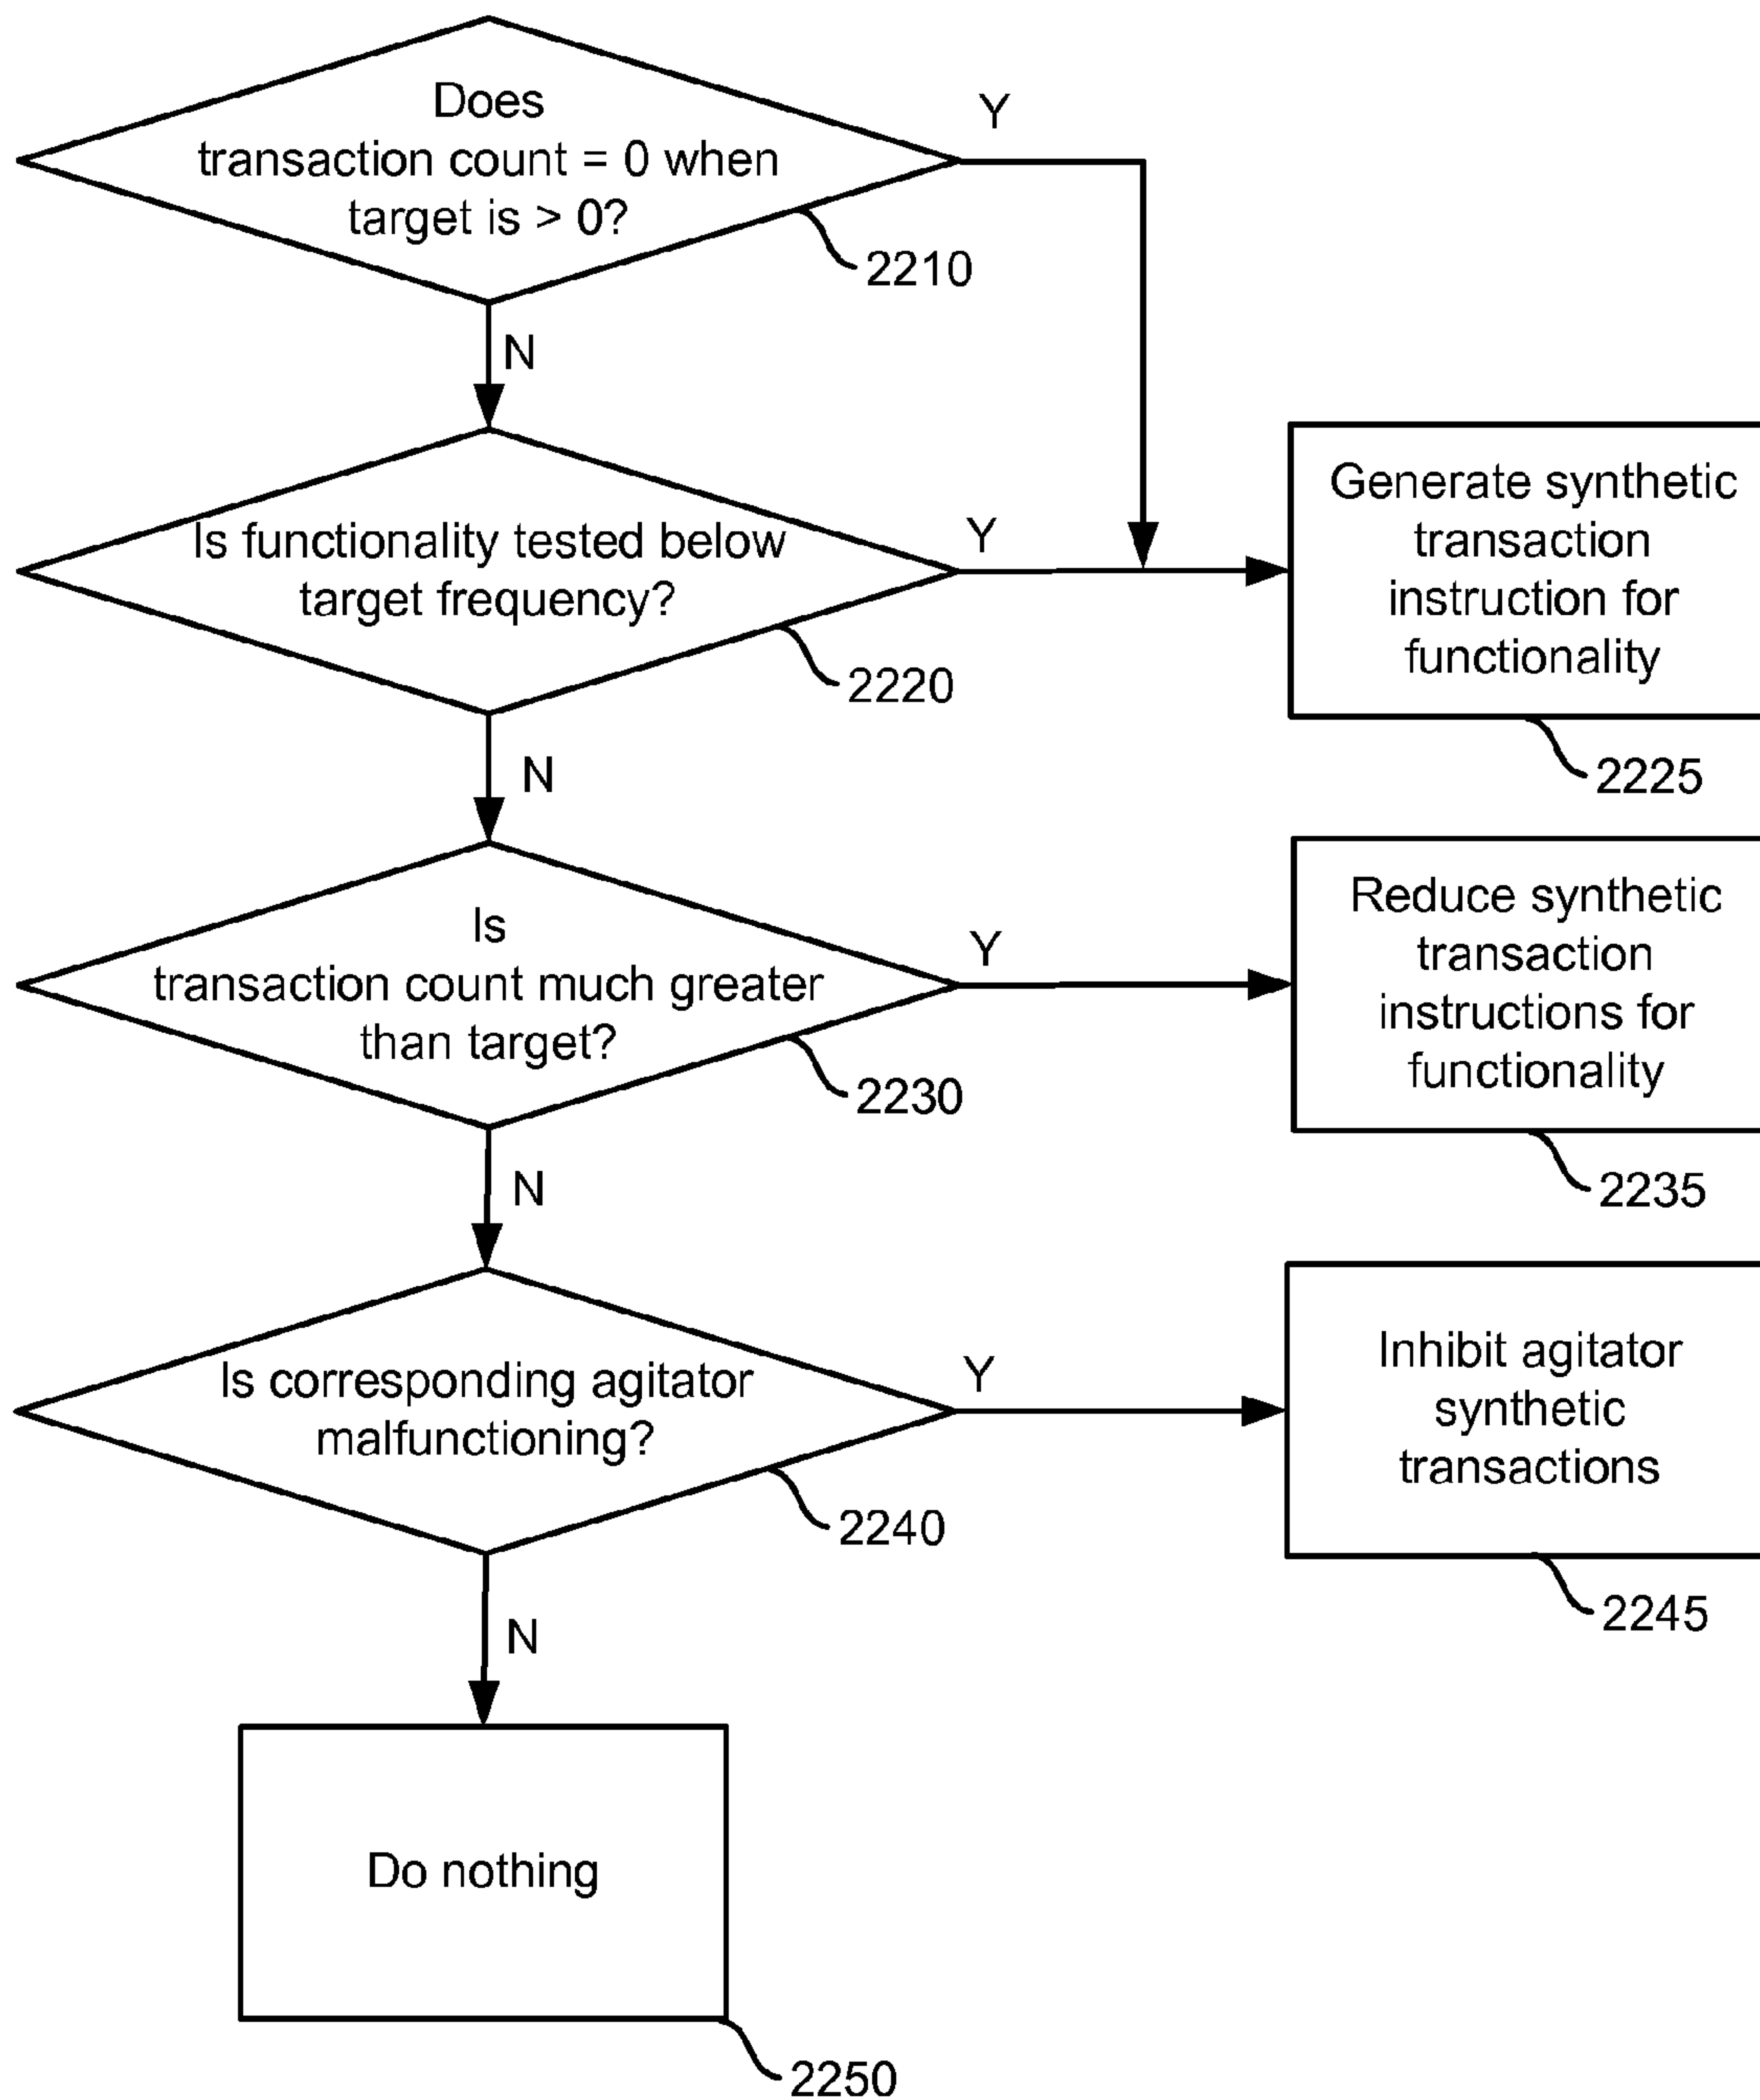 Does
transaction count = 0 when
target is > 0?
Y
2210
N
Is functionality tested below
target frequency?
Y
2220
Generate synthetic
transaction
instruction for
functionality
2225
N
Is
transaction count much greater
than target?
Y
2230
Reduce synthetic
transaction
instructions for
functionality
2235
N
Is corresponding agitator
malfunctioning?
Y
2240
Inhibit agitator
synthetic
transactions
2245
N
Do nothing
2250